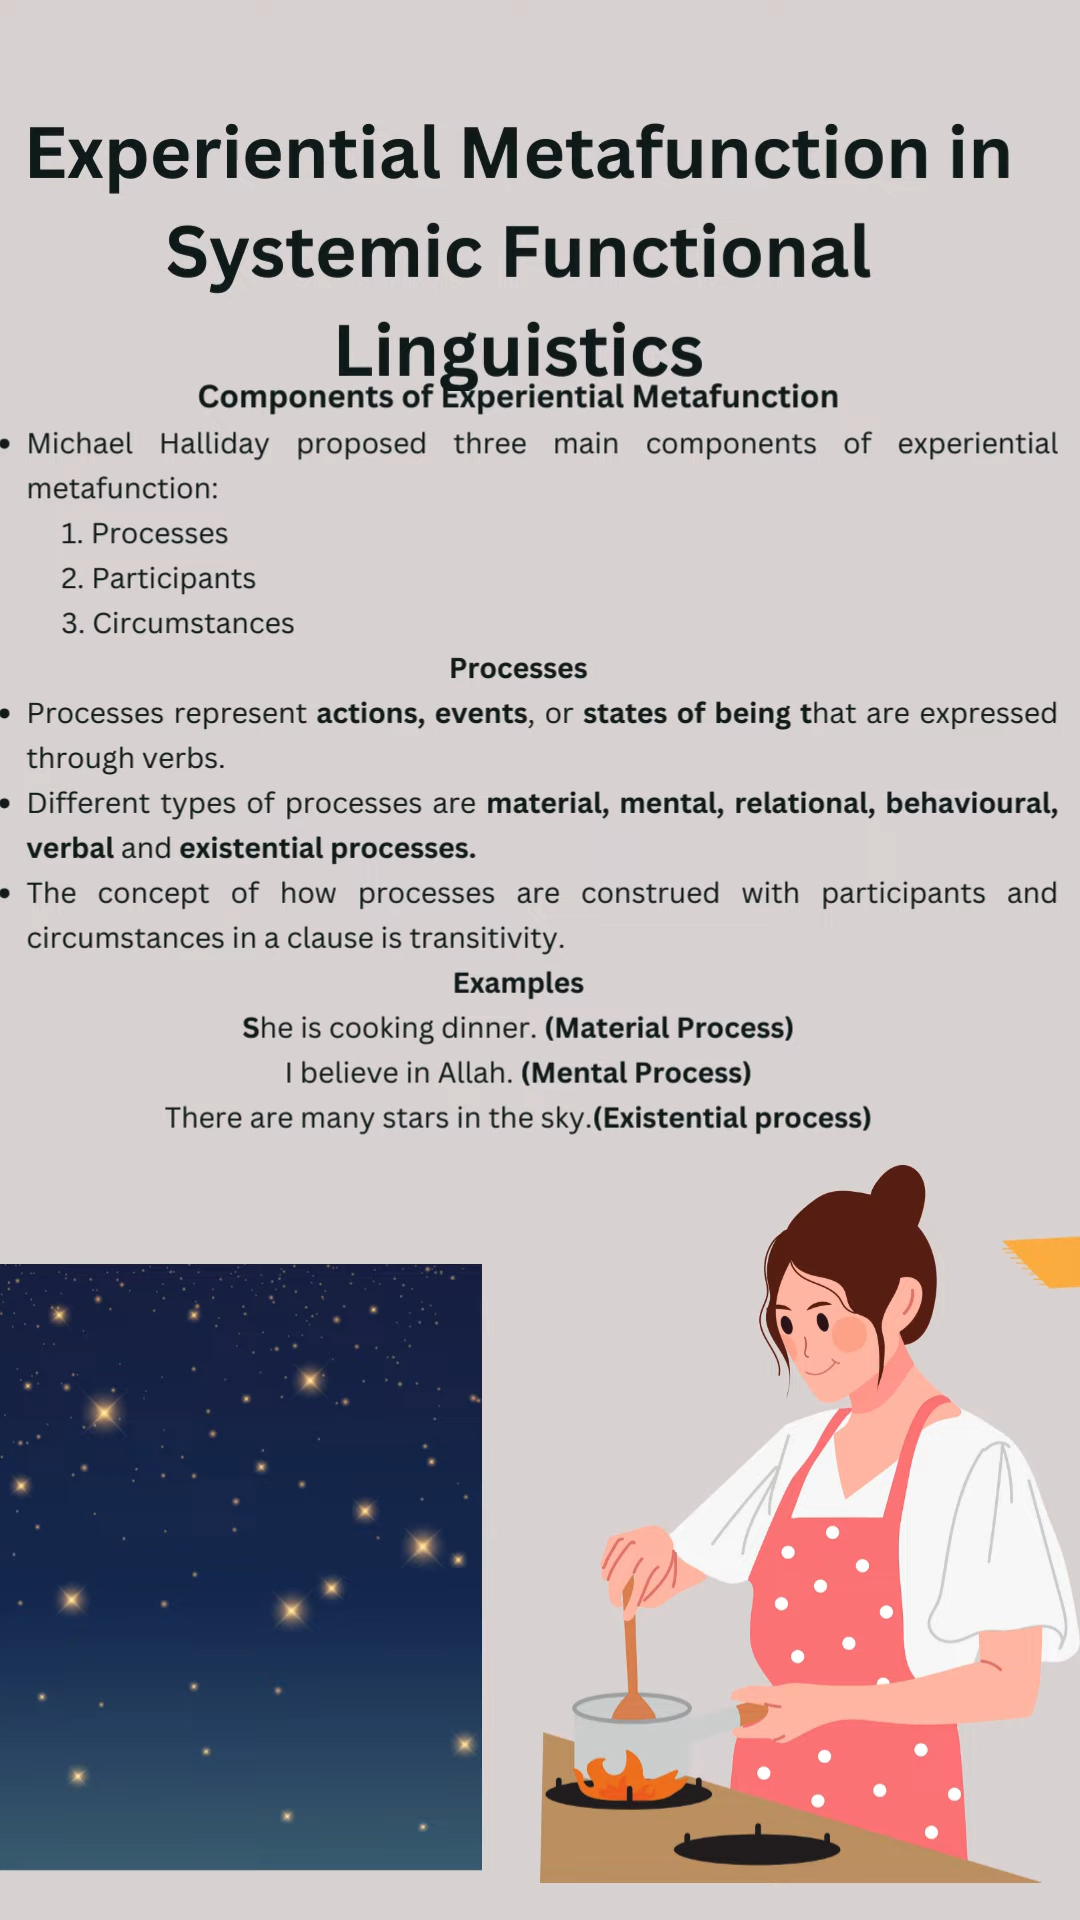 Experiential Metafunction in
Systemic Functional
Linguistics
Components of Experiential Metafunction
• Michael Halliday proposed three main components of experiential
metafunction:
1. Processes
2. Participants
3. Circumstances
Processes
• Processes represent actions, events, or states of being that are expressed
through verbs.
• Different types of processes are material, mental, relational, behavioural,
verbal and existential processes.
• The concept of how processes are construed with participants and
circumstances in a clause is transitivity.
Examples
She is cooking dinner. (Material Process)
I believe in Allah. (Mental Process)
There are many stars in the sky.(Existential process)